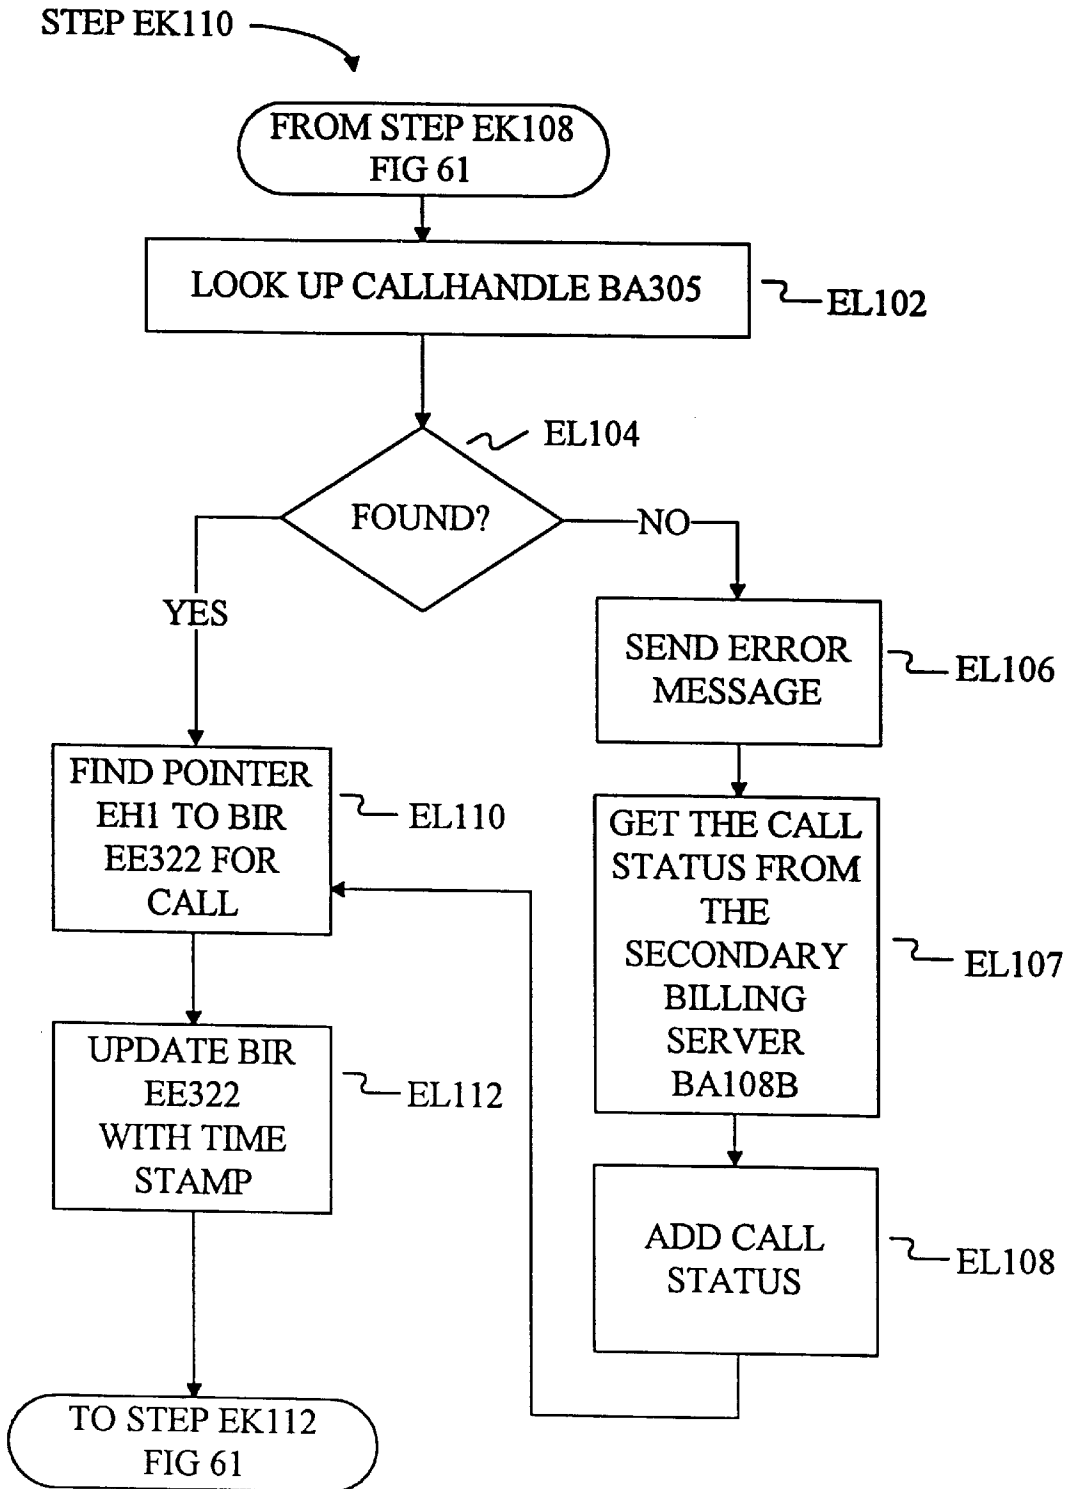 STEP EK110
FROM STEP EK108
FIG 61
LOOK UP CALLHANDLE BA305
EL102
EL104
FOUND?
NO
YES
SEND ERROR
MESSAGE
EL106
FIND POINTER
EH1 TO BIR
EE322 FOR
CALL
EL110
GET THE CALL
STATUS FROM
THE
SECONDARY
BILLING
SERVER
BA108B
EL107
UPDATE BIR
EE322
WITH TIME
STAMP
EL112
ADD CALL
STATUS
EL108
TO STEP EK112
FIG 61